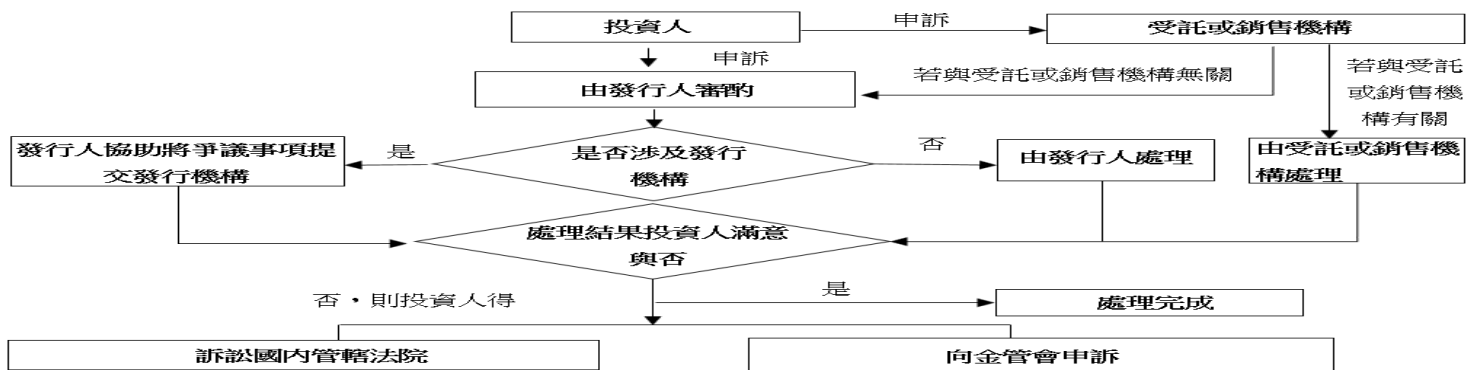 投資人
申訴
受託或銷售機構
申訴
由發行人審酌
若與受託或銷售機構無關
若與受託
或銷售機
構有關
發行人協助將爭議事項提
交發行機構
是
是否涉及發行
機構
否
由發行人處理
由受託或銷售機
構處理
處理結果投資人滿意
與否
否，則投資人得
是
處理完成
訴訟國內管轄法院
向金管會申訴